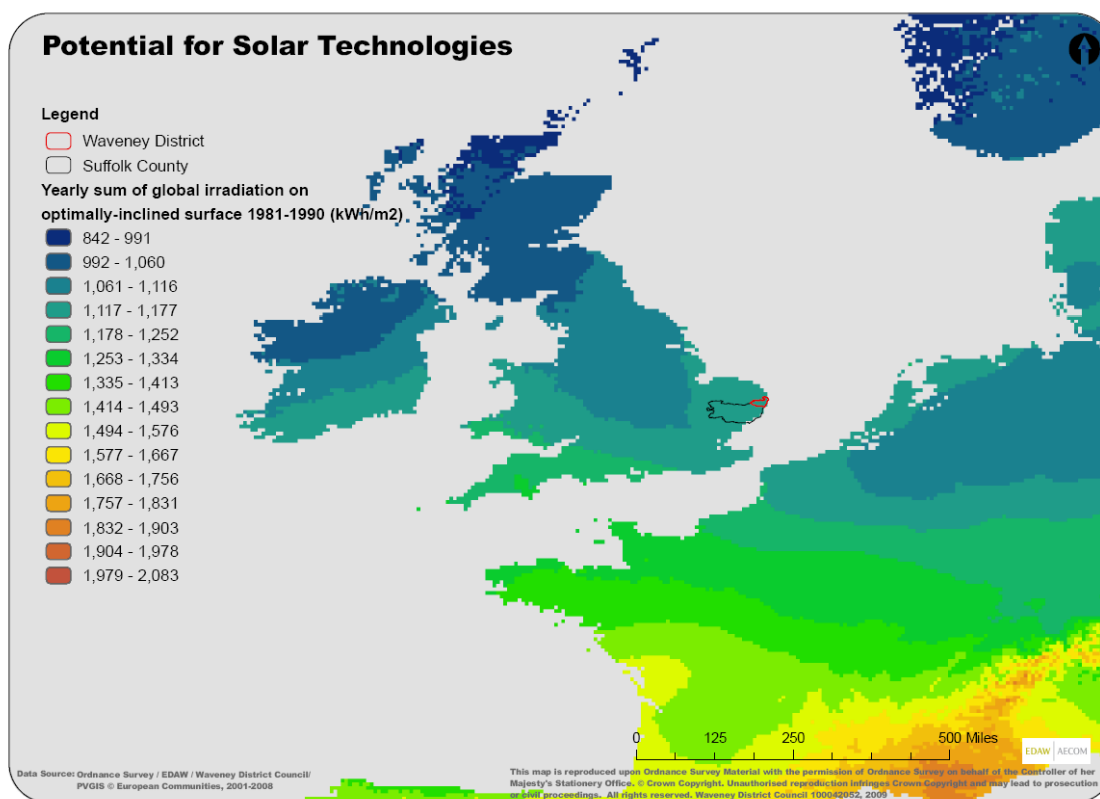 Potential for Solar Technologies
Legend
Waveney District
Suffolk County
Yearly sum of global irradiation on
optimally-inclined surface 1981-1990 (kWh/m2)
842 - 991
992 - 1,060
1,061 - 1,116
1,117 - 1,177
1,178 - 1,252
1,253 - 1,334
1,335 - 1,413
1,414 - 1,493
1,494 - 1,576
1,577 - 1,667
1,668 - 1,756
1,757 - 1,831
1,832 - 1,903
1,904 - 1,978
1,979 - 2,083
0 125 250 500 Miles
EDAW AECOM
Data Source: Ordnance Survey / EDAW / Waveney District Council/
PVGIS © European Communities, 2001-2008
This map is reproduced upon Ordnance Survey Material with the permission of Ordnance Survey on behalf of the Controller of her
Majesty's Stationery Office. © Crown Copyright. Unauthorised reproduction infringes Crown Copyright and may lead to prosecution
or civil proceedings. All rights reserved. Waveney District Council 100042052, 2009